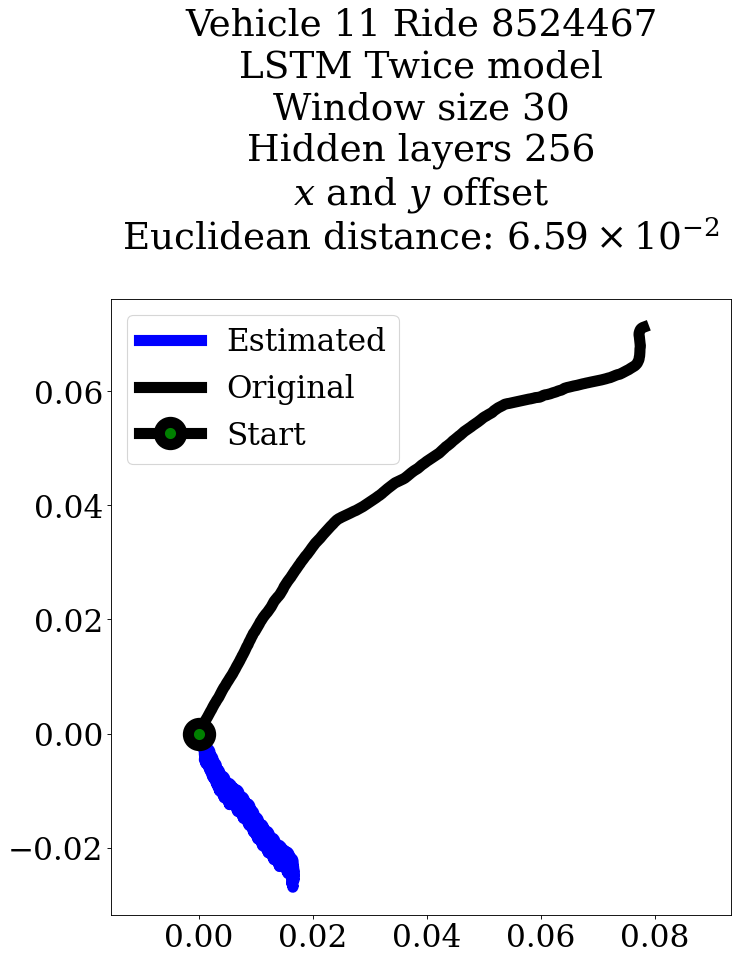 Vehicle 11 Ride 8524467
LSTM Twice model
Window size 30
Hidden layers 256
x and y offset
Euclidean distance: 6.59 × 10⁻²
Estimated
Original
Start
0.06
0.04
0.02
0.00
−0.02
0.00 0.02 0.04 0.06 0.08